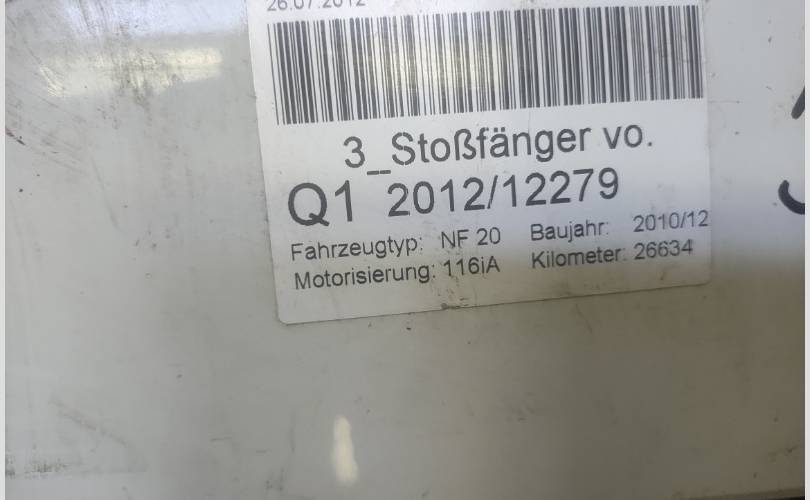 26.07.2012
3_Stoßfänger vo.
Q1 2012/12279
Fahrzeugtyp: NF 20 Baujahr: 2010/12
Motorisierung: 116iA Kilometer: 26634